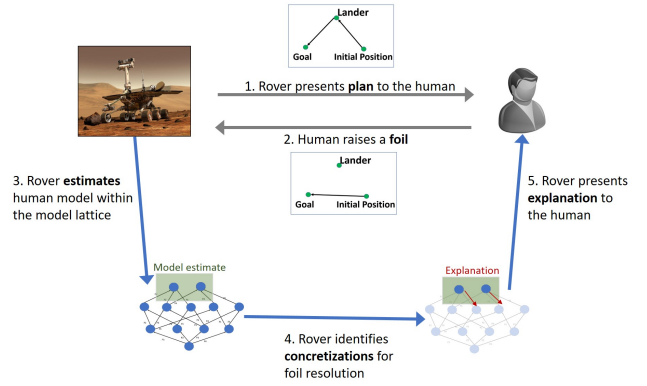 Lander
Goal
Initial Position
1. Rover presents plan to the human
2. Human raises a foil
Lander
Goal
Initial Position
3. Rover estimates
human model within
the model lattice
5. Rover presents
explanation to
the human
Model estimate
Explanation
4. Rover identifies
concretizations for
foil resolution